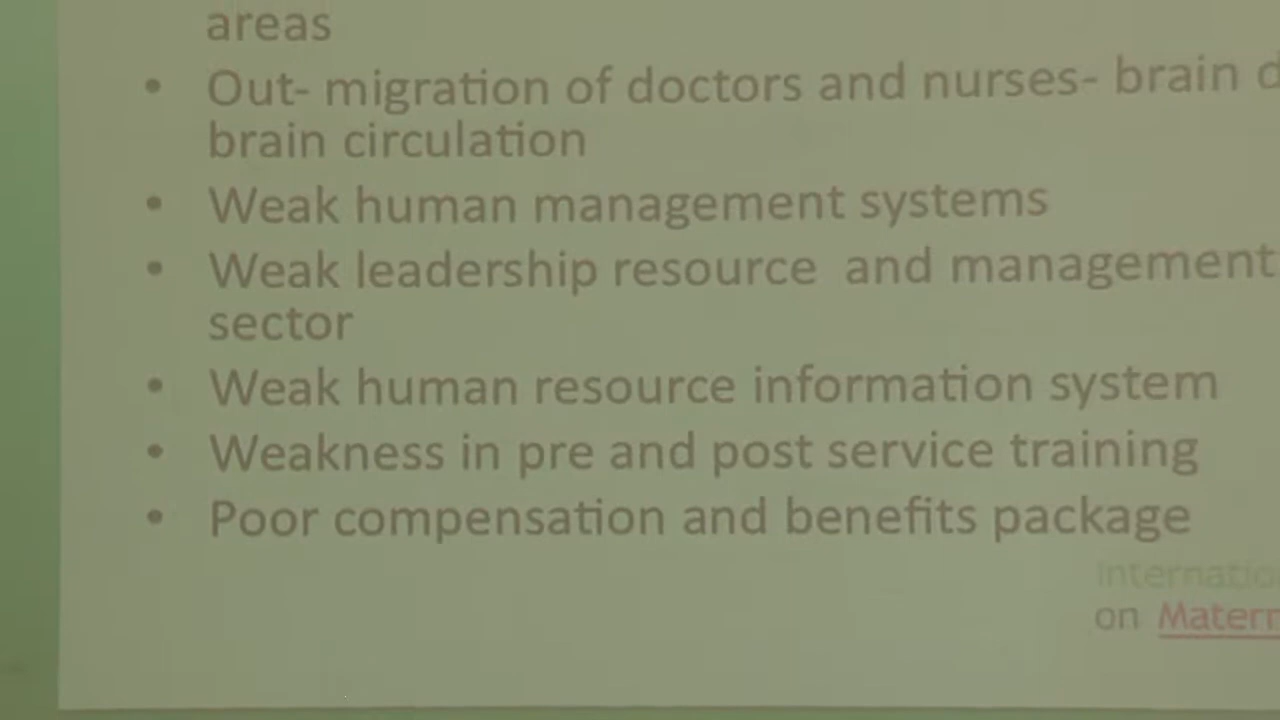 areas
• Out- migration of doctors and nurses- brain
brain circulation
• Weak human management systems
• Weak leadership resource and management
sector
• Weak human resource information system
• Weakness in pre and post service training
• Poor compensation and benefits package
on